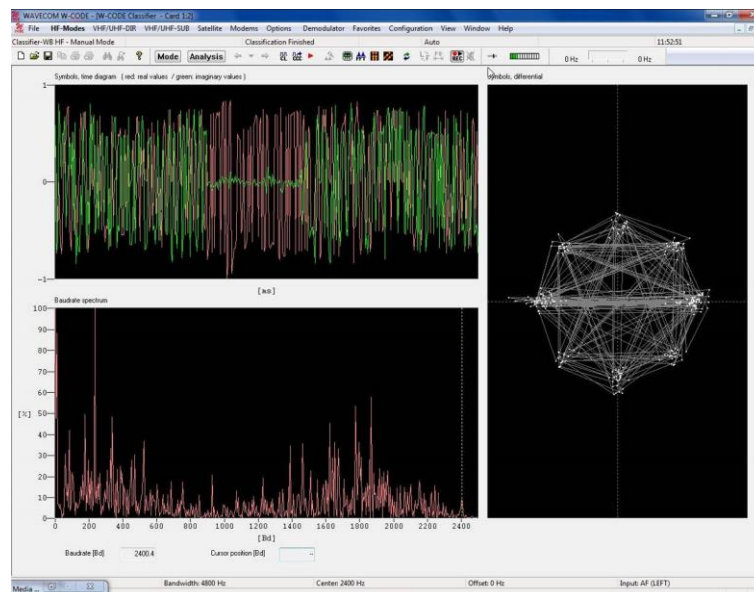 WAVECOM W-CODE - [W-CODE Classifier - Card 1:2]
File HF-Modes VHF/UHF-DIR VHF/UHF-SUB Satellite Modems Options Demodulator Favorites Configuration View Window Help
Classifier-WB HF - Manual Mode Classification Finished Auto 11:52:51
Mode Analysis REC 0 Hz 0 Hz
Symbols, time diagram ( red: real values / green: imaginary values )
Symbols, differential
1
0
-1
[ms]
Baudrate spectrum
100
90
80
70
60
[%] 50
40
30
20
10
0
0 200 400 600 800 1000 1200 1400 1600 1800 2000 2200 2400
[Bd]
Baudrate [Bd] 2400.4 Cursor position [Bd] --
Media ... Bandwidth: 4800 Hz Center: 2400 Hz Offset: 0 Hz Input: AF (LEFT)